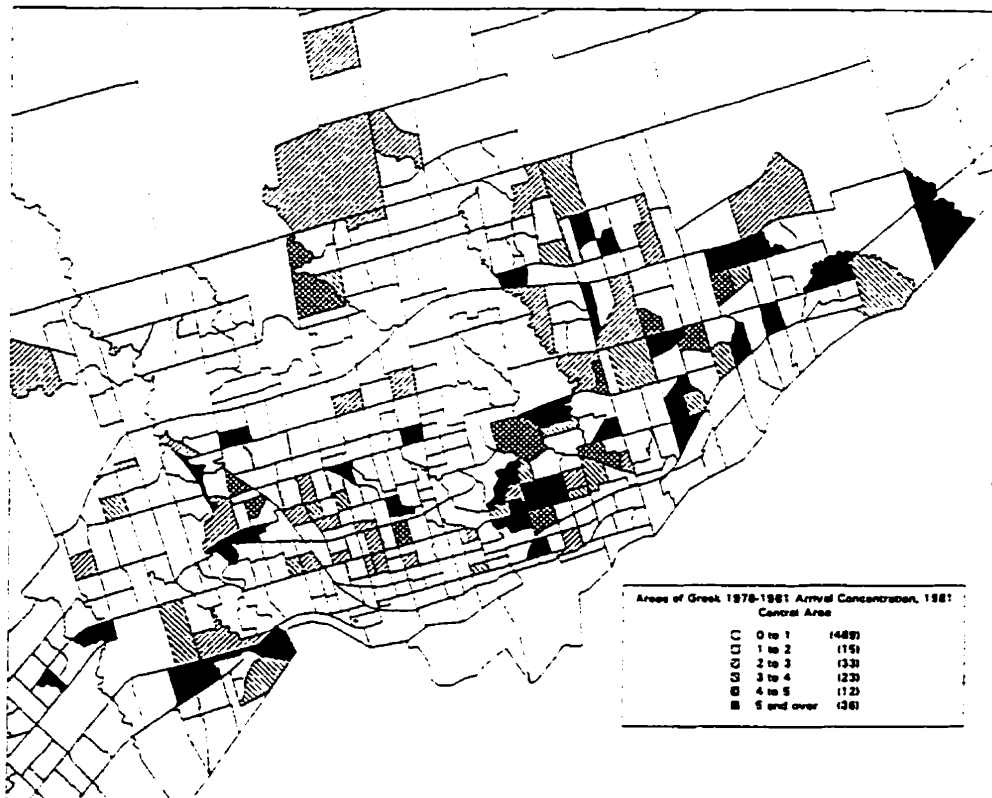 Areas of Greek 1978-1981 Arrival Concentration, 1981
Central Area
0 to 1 (489)
1 to 2 (15)
2 to 3 (33)
3 to 4 (23)
4 to 5 (12)
5 and over (36)